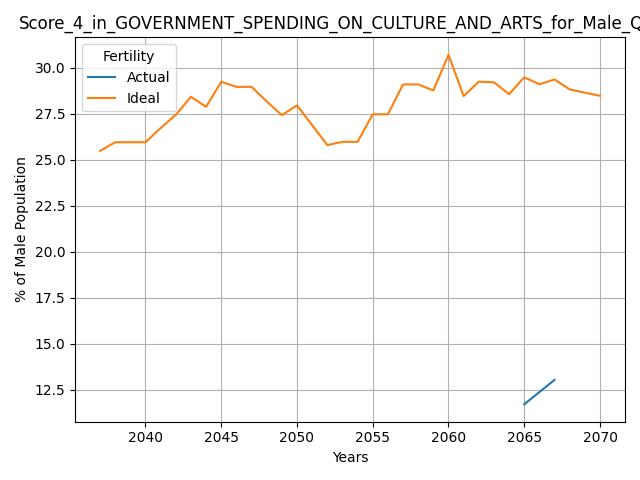 Score_4_in_GOVERNMENT_SPENDING_ON_CULTURE_AND_ARTS_for_Male_Q
Fertility
Actual
Ideal
30.0
27.5
25.0
22.5
20.0
17.5
15.0
12.5
% of Male Population
2040 2045 2050 2055 2060 2065 2070
Years